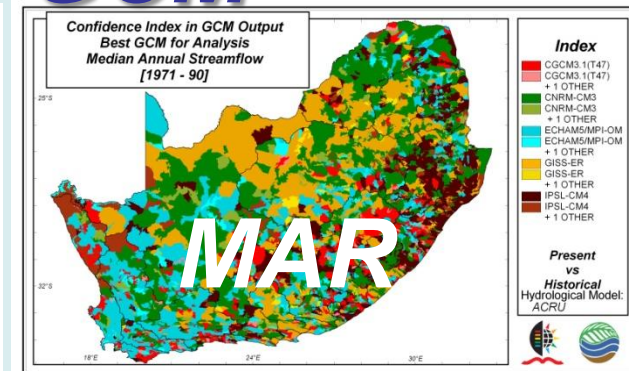 GCM
Confidence Index in GCM Output
Best GCM for Analysis
Median Annual Streamflow
[1971 - 90]
Index
CGCM3.1(T47)
CGCM3.1(T47)
+ 1 OTHER
CNRM-CM3
CNRM-CM3
+ 1 OTHER
ECHAM5/MPI-OM
ECHAM5/MPI-OM
+ 1 OTHER
GISS-ER
GISS-ER
+ 1 OTHER
IPSL-CM4
IPSL-CM4
+ 1 OTHER
MAR
Present
vs
Historical
Hydrological Model:
ACRU
32°S
18°E
24°E
30°E